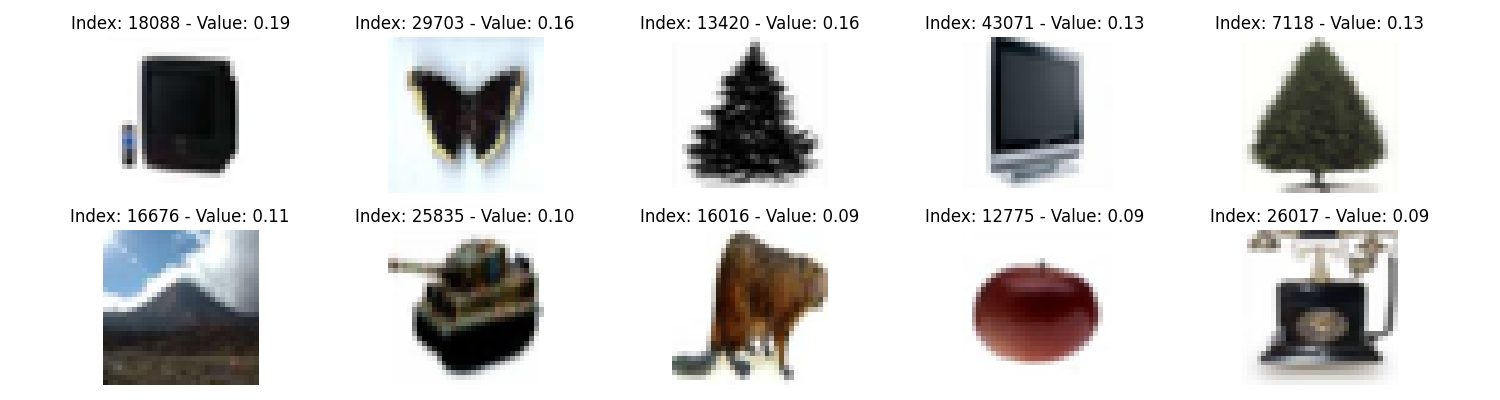 Index: 18088 - Value: 0.19
Index: 29703 - Value: 0.16
Index: 13420 - Value: 0.16
Index: 43071 - Value: 0.13
Index: 7118 - Value: 0.13
Index: 16676 - Value: 0.11
Index: 25835 - Value: 0.10
Index: 16016 - Value: 0.09
Index: 12775 - Value: 0.09
Index: 26017 - Value: 0.09